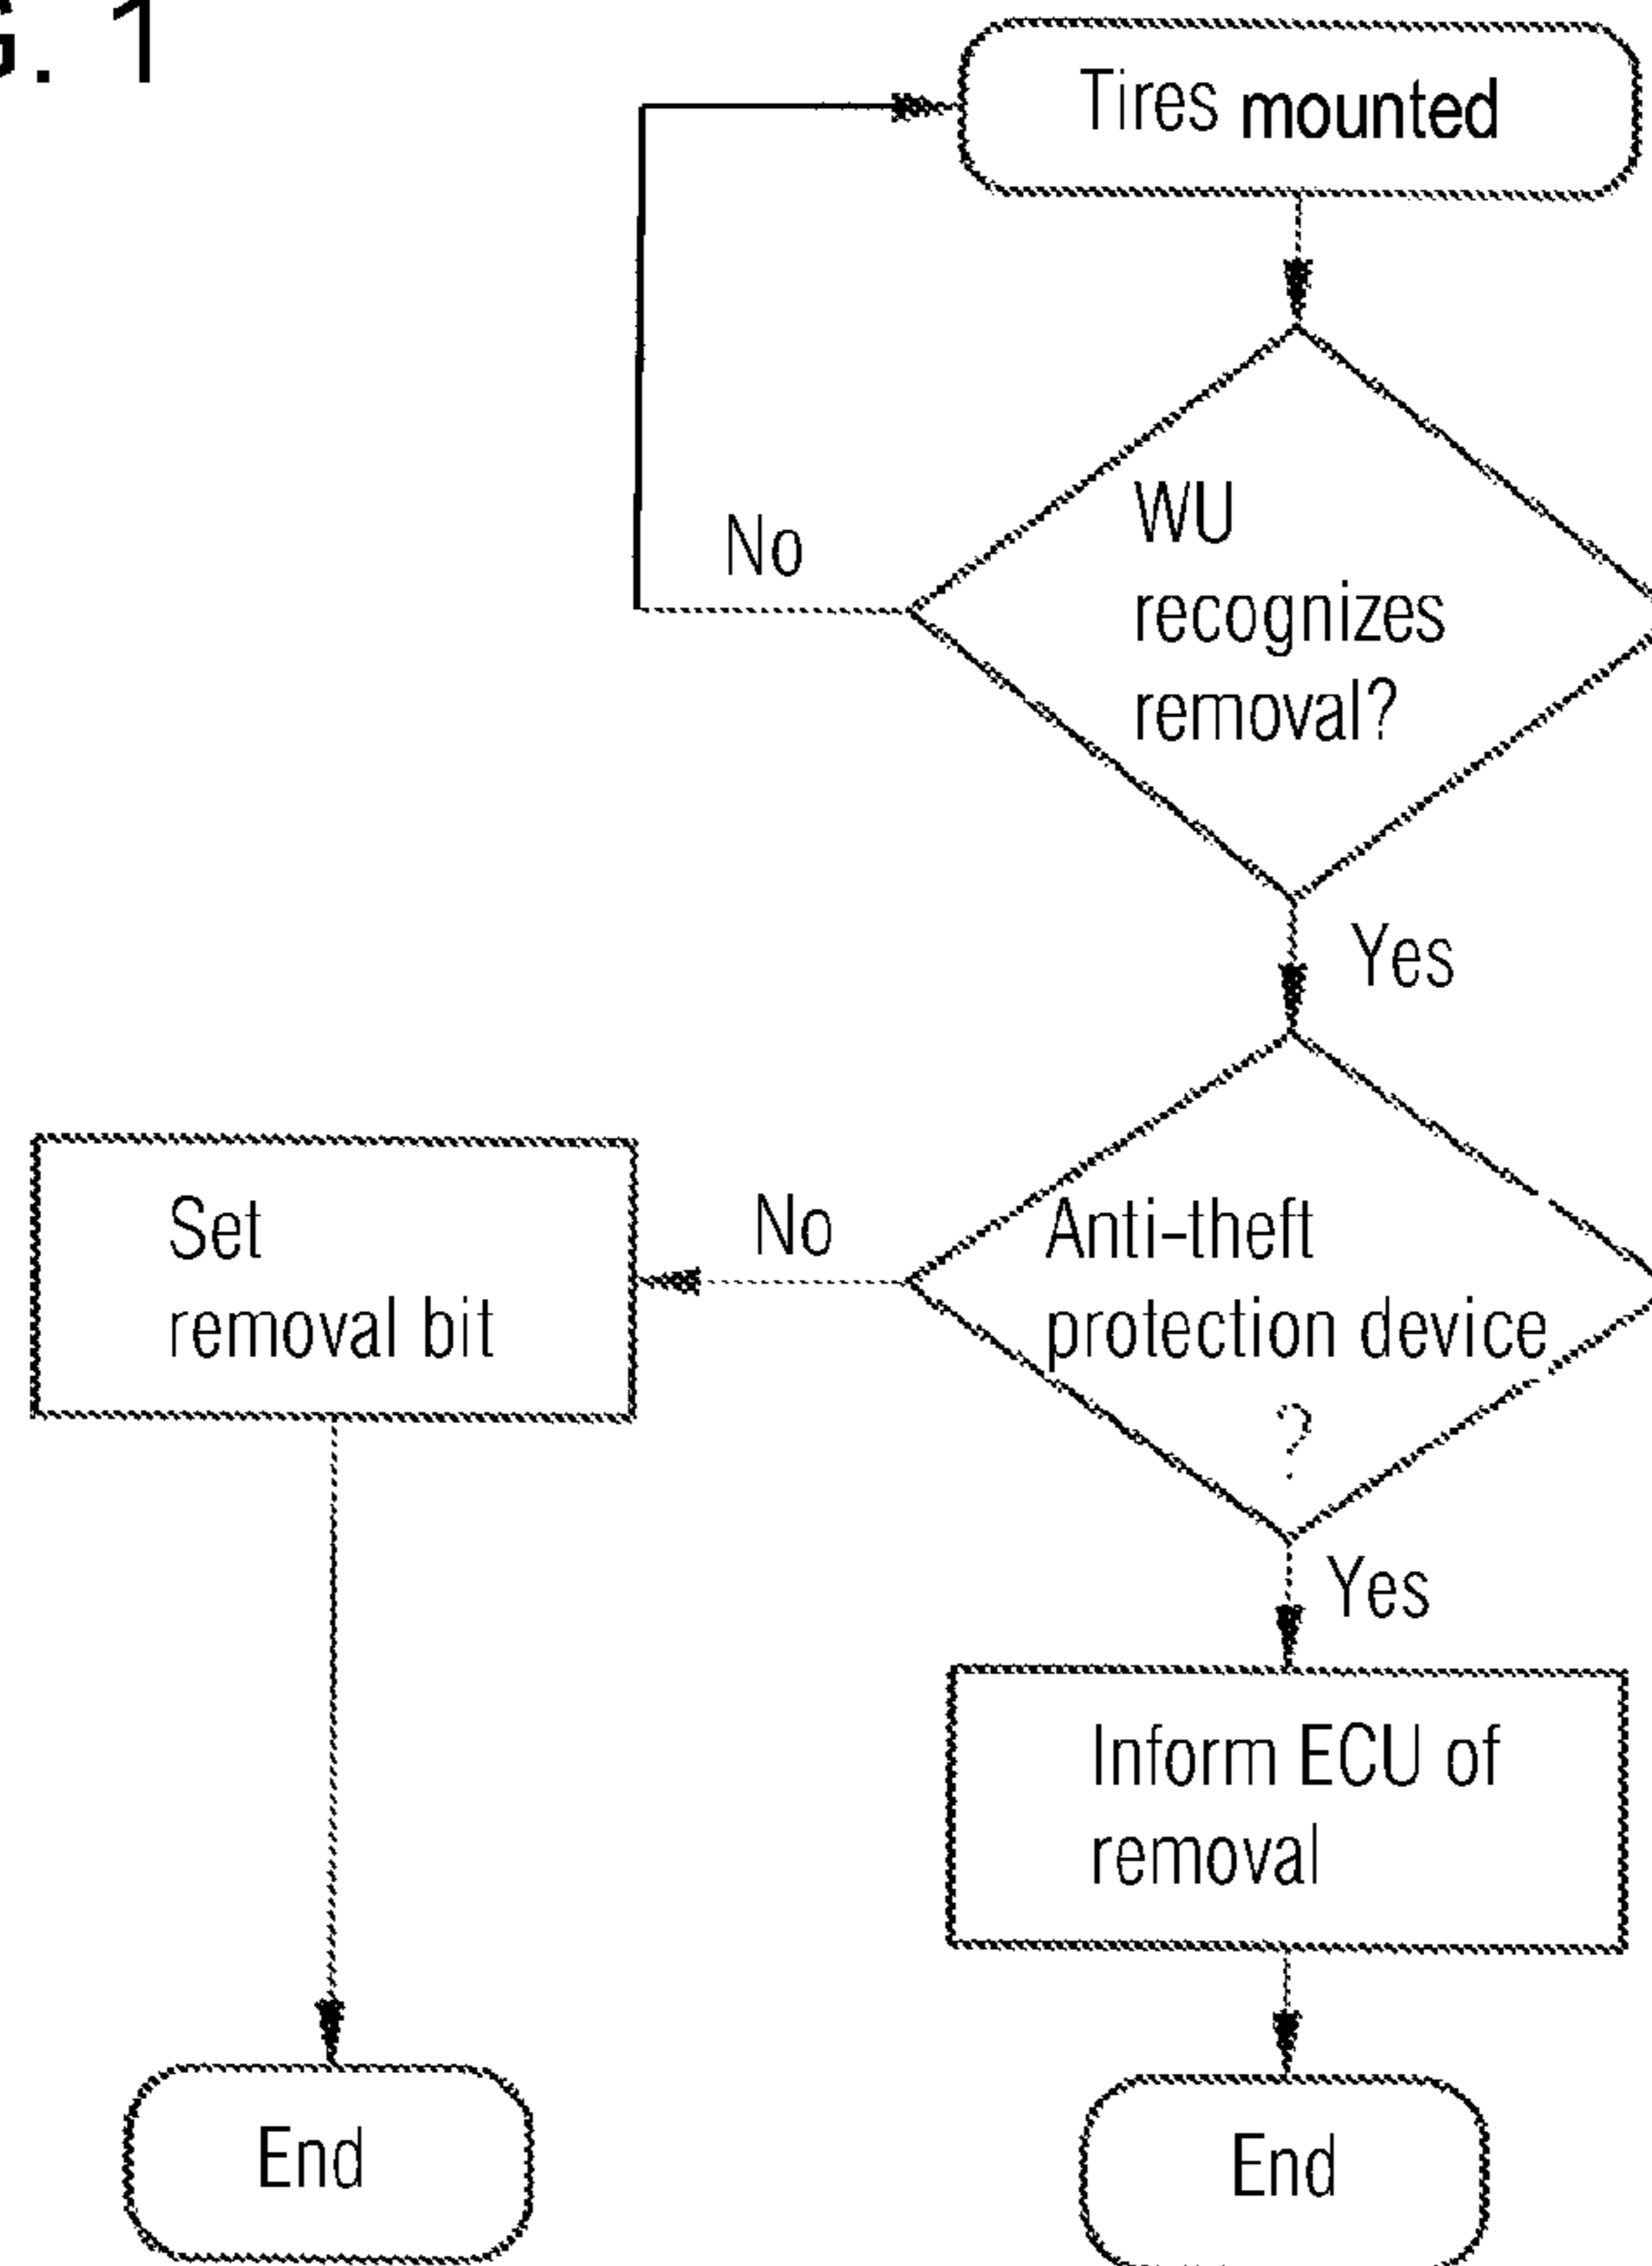 G. 1
Tires mounted
WU
recognizes
removal?
No
Yes
Anti-theft
protection device
?
No
Set
removal bit
Yes
Inform ECU of
removal
End
End